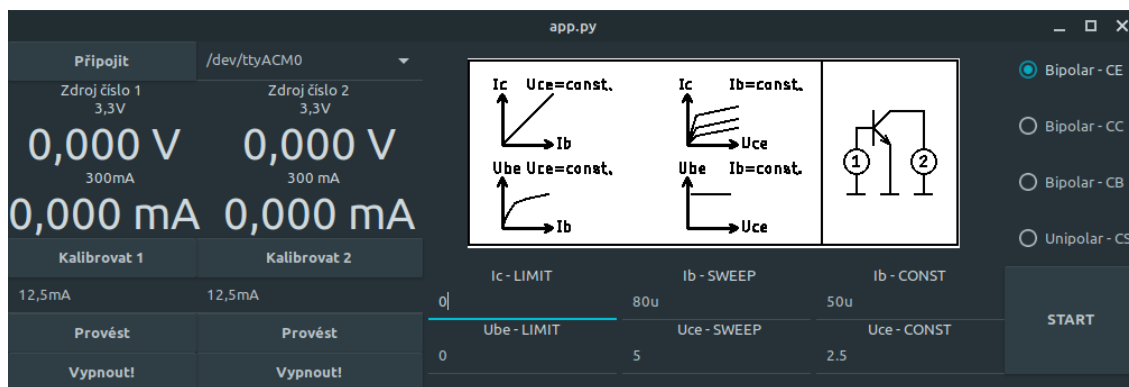 app.py
Připojit
/dev/ttyACM0
Zdroj číslo 1
3,3V
0,000 V
300mA
0,000 mA
Kalibrovat 1
12,5mA
Provést
Vypnout!
Zdroj číslo 2
3,3V
0,000 V
300 mA
0,000 mA
Kalibrovat 2
12,5mA
Provést
Vypnout!
Ic Uce=const.
Ib
Ic Ib=const.
Uce
Ube Uce=const.
Ib
Ube Ib=const.
Uce
1
2
Ic - LIMIT
0
Ib - SWEEP
80u
Ib - CONST
50u
Ube - LIMIT
0
Uce - SWEEP
5
Uce - CONST
2.5
Bipolar - CE
Bipolar - CC
Bipolar - CB
Unipolar - CS
START